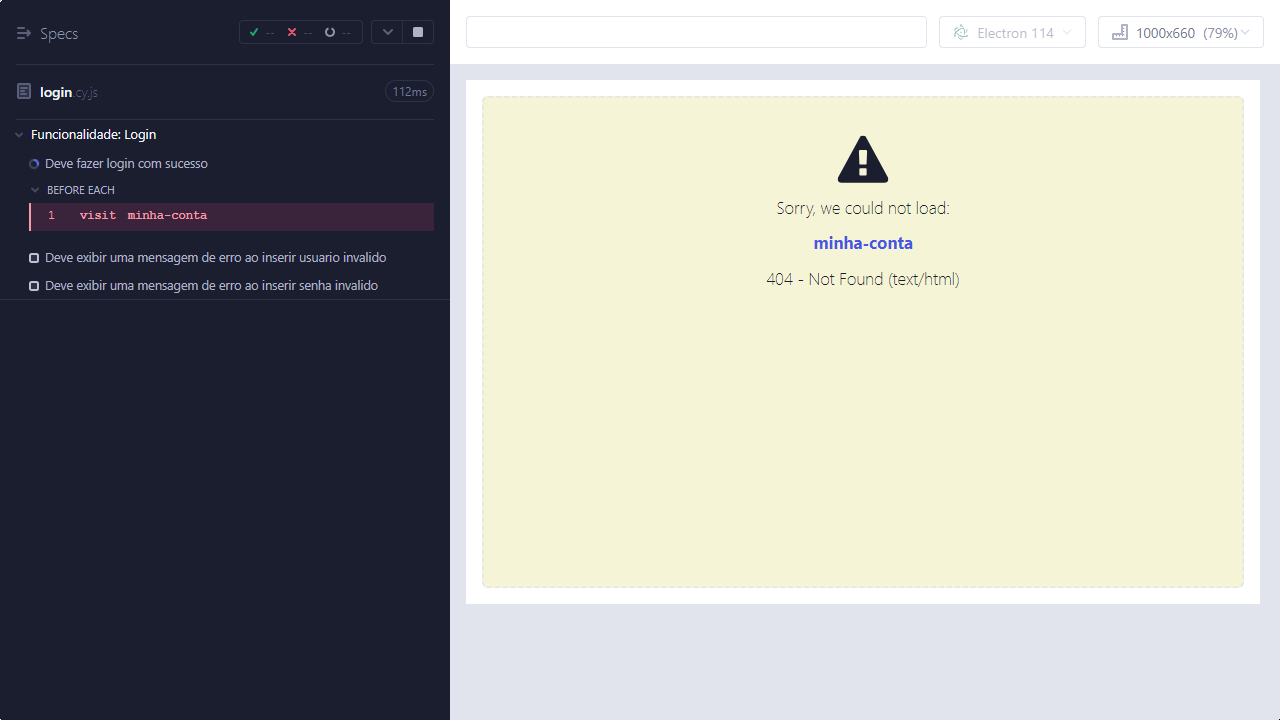 Specs
-- -- --
login.cy.js
112ms
Funcionalidade: Login
Deve fazer login com sucesso
BEFORE EACH
1 visit minha-conta
Deve exibir uma mensagem de erro ao inserir usuario invalido
Deve exibir uma mensagem de erro ao inserir senha invalido
Electron 114
1000x660 (79%)
Sorry, we could not load:
minha-conta
404 - Not Found (text/html)